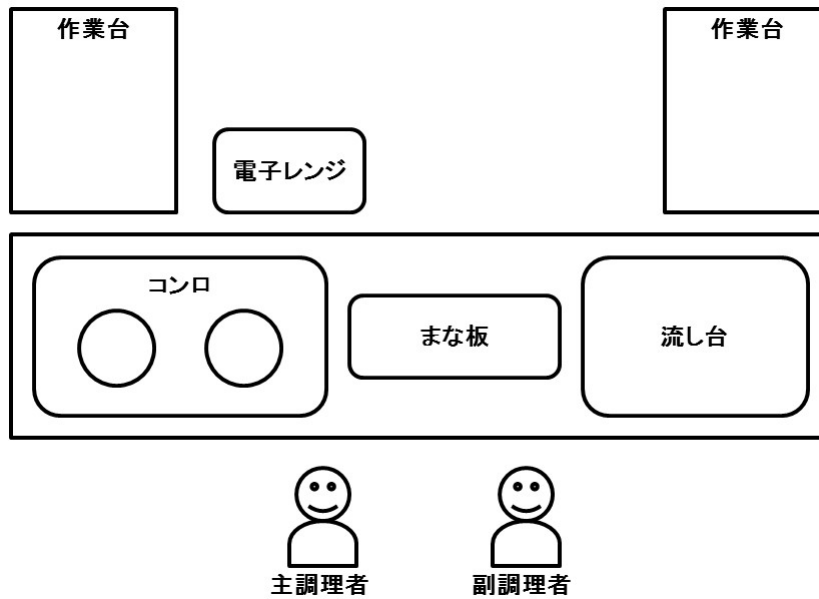 作業台
作業台
電子レンジ
コンロ
まな板
流し台
主調理者
副調理者